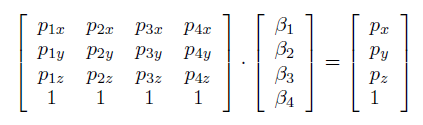 [ p1x p2x p3x p4x ] [ β1 ] [ px ]
[ p1y p2y p3y p4y ] [ β2 ] [ py ]
[ p1z p2z p3z p4z ] · [ β3 ] = [ pz ]
[ 1 1 1 1 ] [ β4 ] [ 1 ]